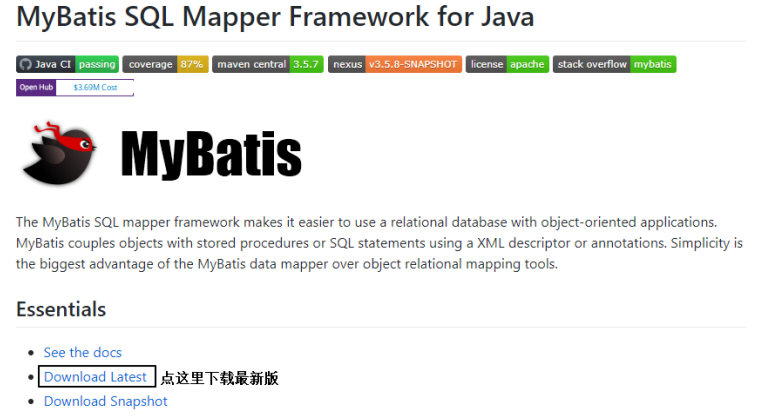 MyBatis SQL Mapper Framework for Java
Java CI passing coverage 87% maven central 3.5.7 nexus v3.5.8-SNAPSHOT license apache stack overflow mybatis
Open Hub $3.69M Cost
MyBatis
The MyBatis SQL mapper framework makes it easier to use a relational database with object-oriented applications.
MyBatis couples objects with stored procedures or SQL statements using a XML descriptor or annotations. Simplicity is
the biggest advantage of the MyBatis data mapper over object relational mapping tools.
Essentials
See the docs
Download Latest 点这里下载最新版
Download Snapshot